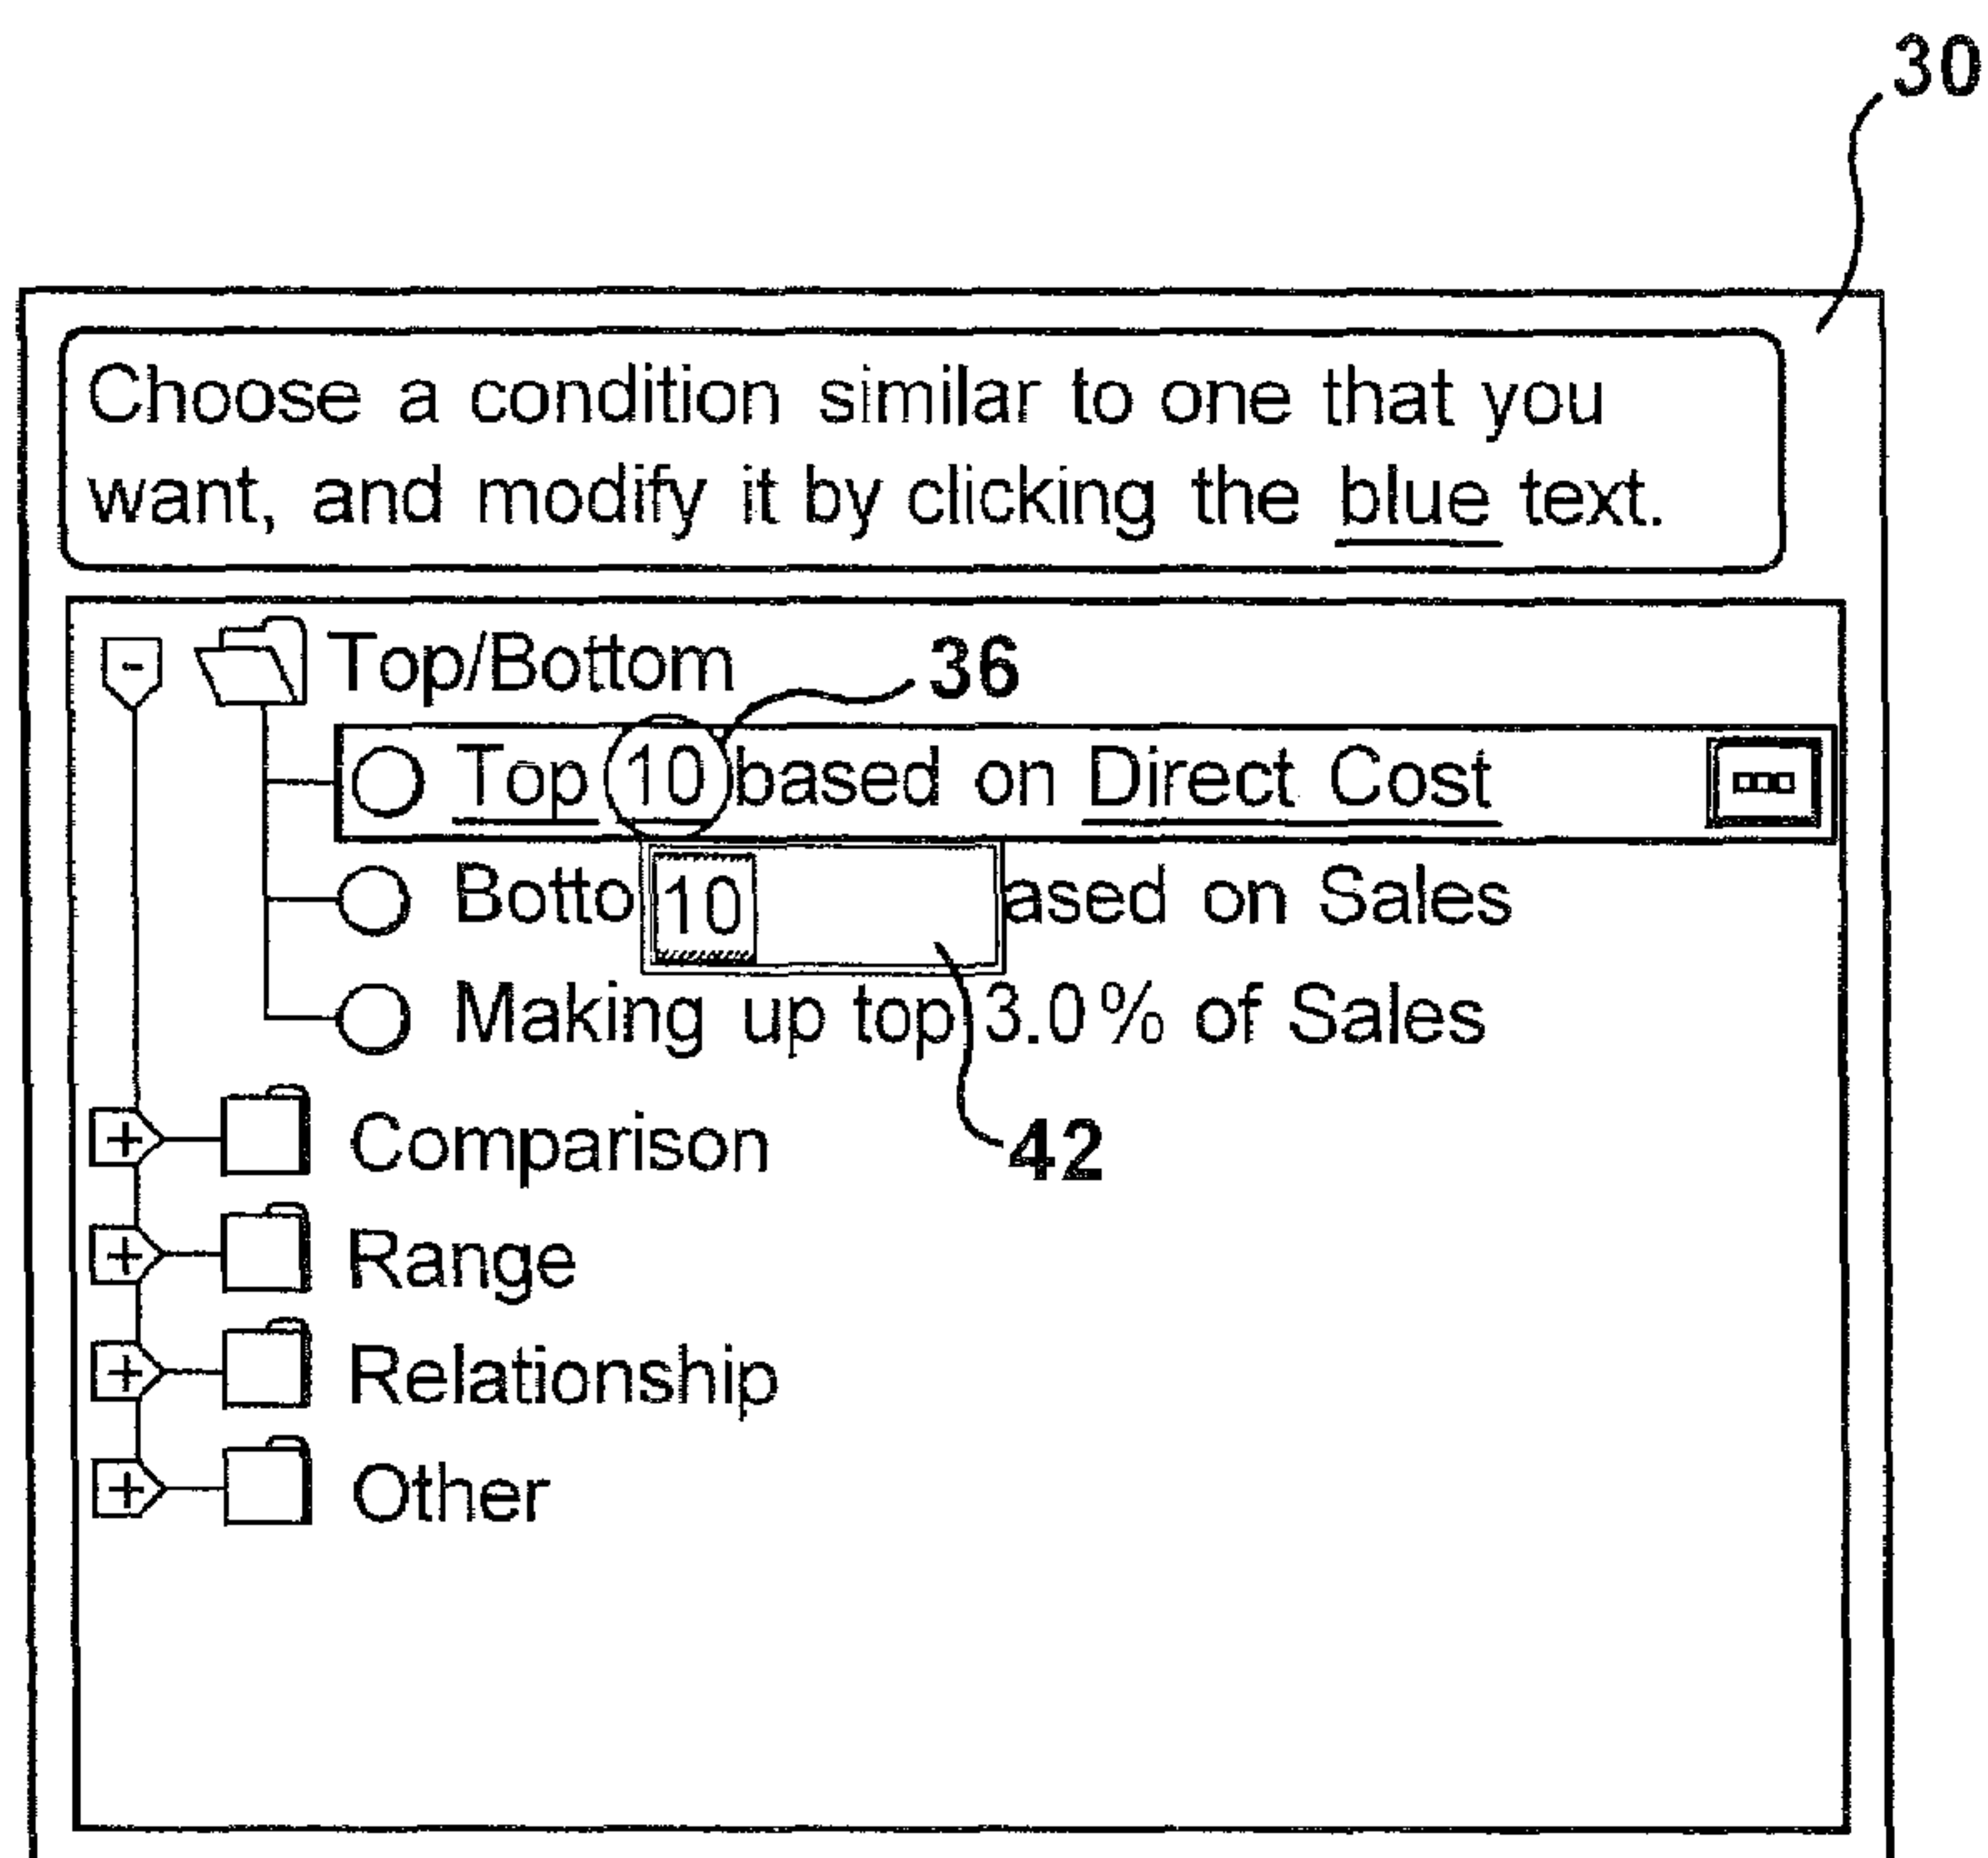 30
Choose a condition similar to one that you
want, and modify it by clicking the blue text.
- Top/Bottom 36
Top 10 based on Direct Cost
Botto 10 ased on Sales
Making up top 3.0% of Sales
+ Comparison 42
+ Range
+ Relationship
+ Other